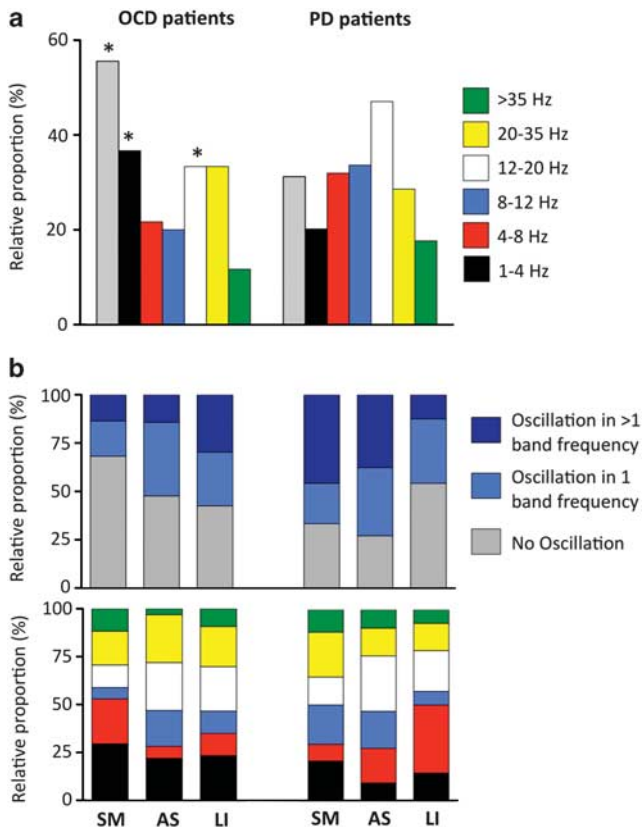 a
OCD patients
PD patients
Relative proportion (%)
60
40
20
0
*
*
*
>35 Hz
20-35 Hz
12-20 Hz
8-12 Hz
4-8 Hz
1-4 Hz
b
Relative proportion (%)
100
75
50
25
0
Oscillation in >1
band frequency
Oscillation in 1
band frequency
No Oscillation
Relative proportion (%)
100
75
50
25
0
SM
AS
LI
SM
AS
LI